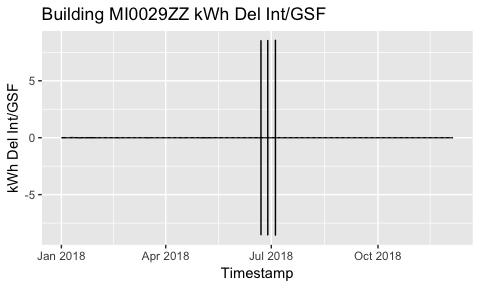 Building MI0029ZZ kWh Del Int/GSF
kWh Del Int/GSF
5
0
-5
Jan 2018
Apr 2018
Jul 2018
Oct 2018
Timestamp